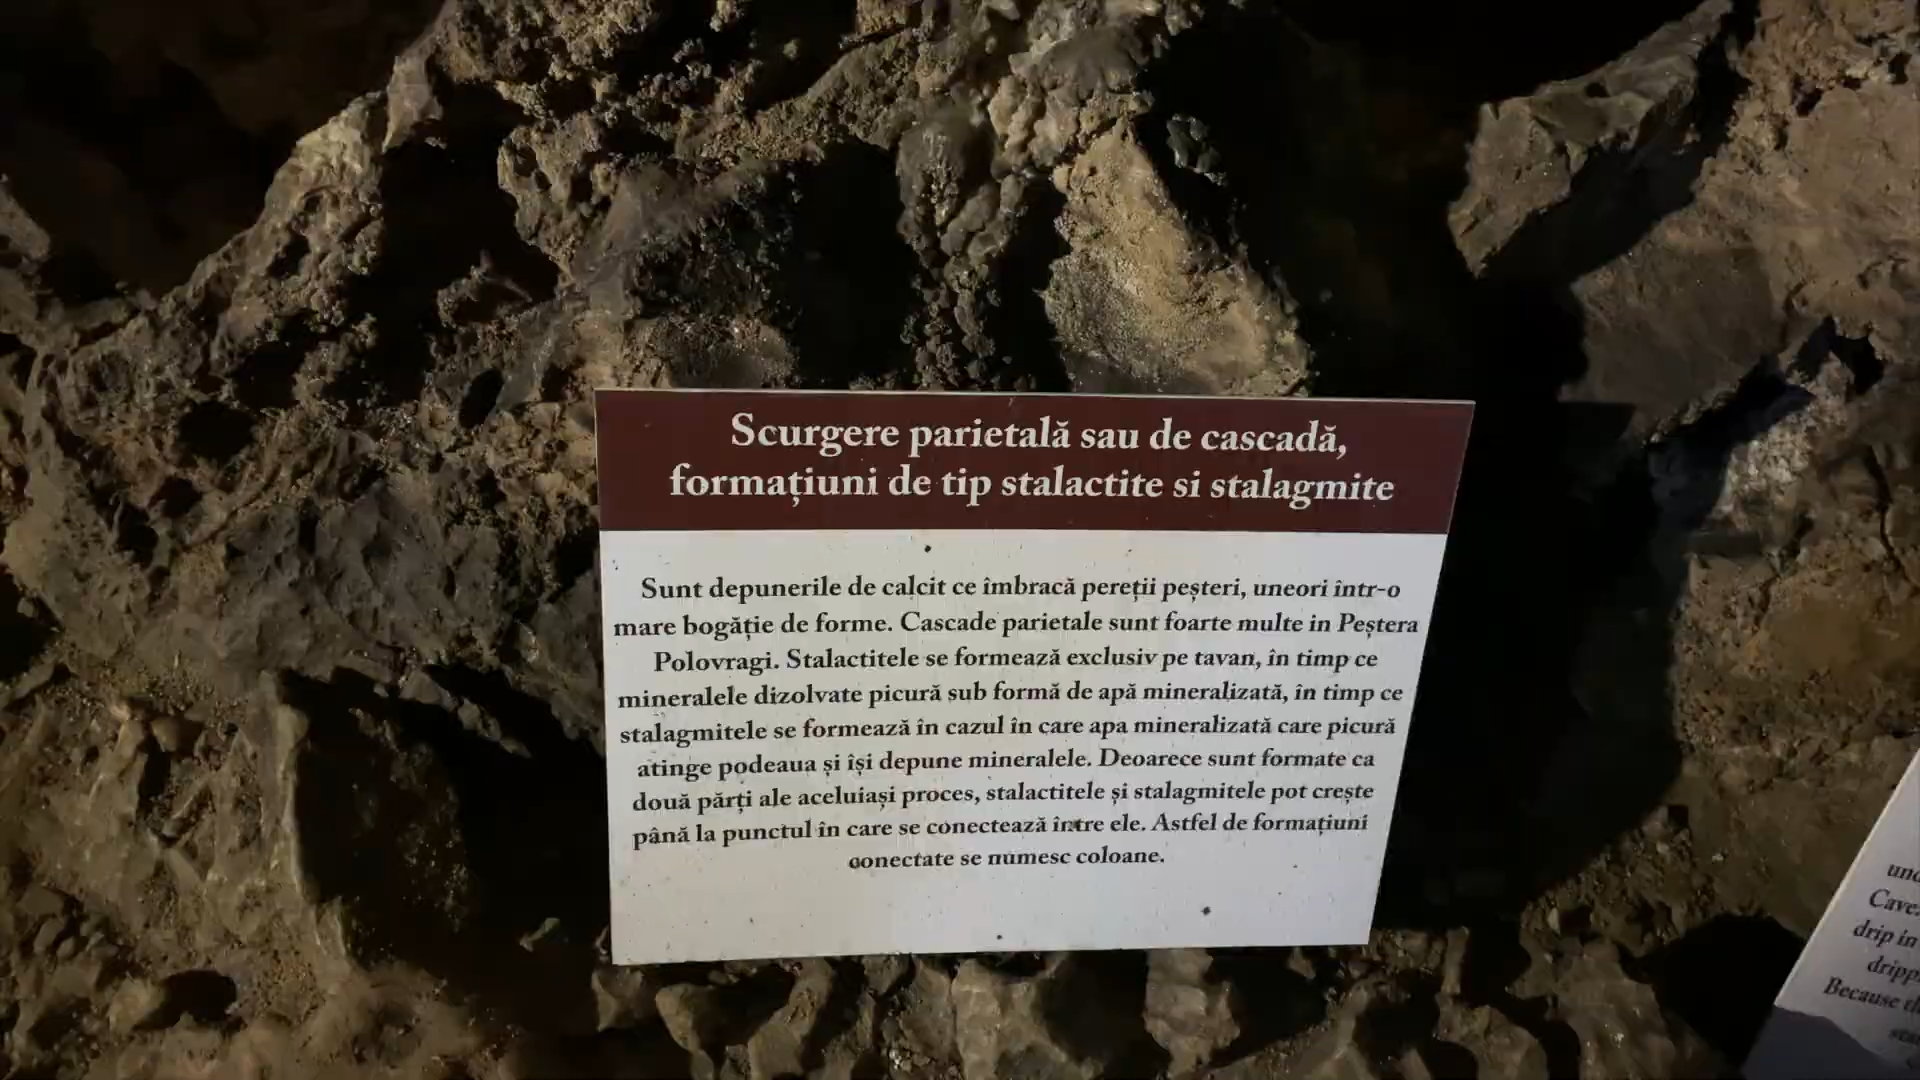 Scurgere parietală sau de cascadă,
formațiuni de tip stalactite si stalagmite
Sunt depunerile de calcit ce îmbracă pereții peșteri, uneori într-o
mare bogăție de forme. Cascade parietale sunt foarte multe in Peștera
Polovragi. Stalactitele se formează exclusiv pe tavan, în timp ce
mineralele dizolvate picură sub formă de apă mineralizată, în timp ce
stalagmitele se formează în cazul în care apa mineralizată care picură
atinge podeaua și își depune mineralele. Deoarece sunt formate ca
două părți ale aceluiași proces, stalactitele și stalagmitele pot crește
până la punctul în care se conectează între ele. Astfel de formațiuni
conectate se numesc coloane.
drip in
Because